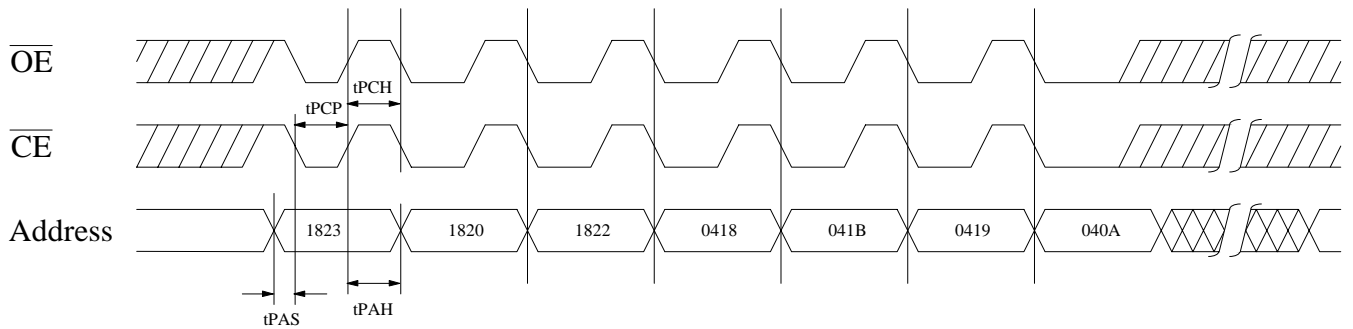 OE
tPCH
tPCP
CE
Address
1823 1820 1822 0418 041B 0419 040A
tPAS tPAH